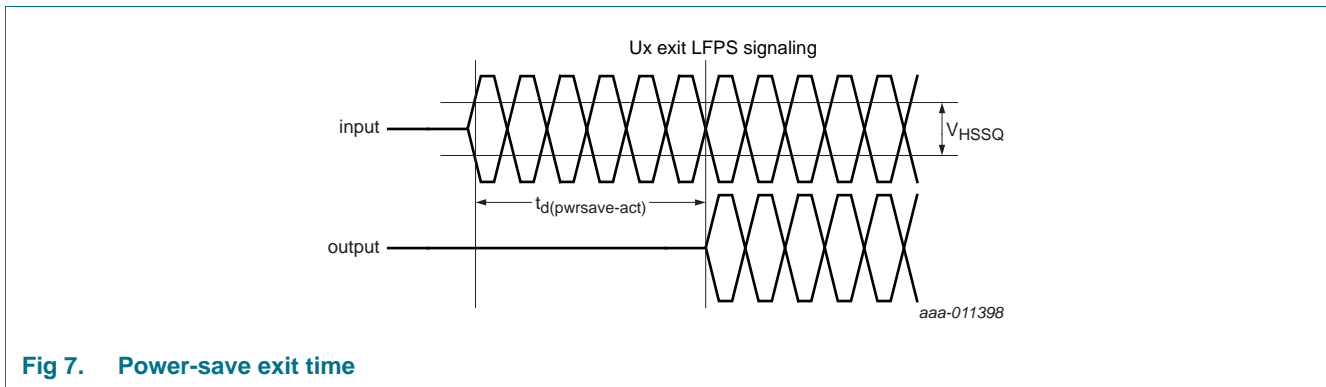 Ux exit LFPS signaling
input
VHSSQ
td(pwrsave-act)
output
aaa-011398
Fig 7. Power-save exit time